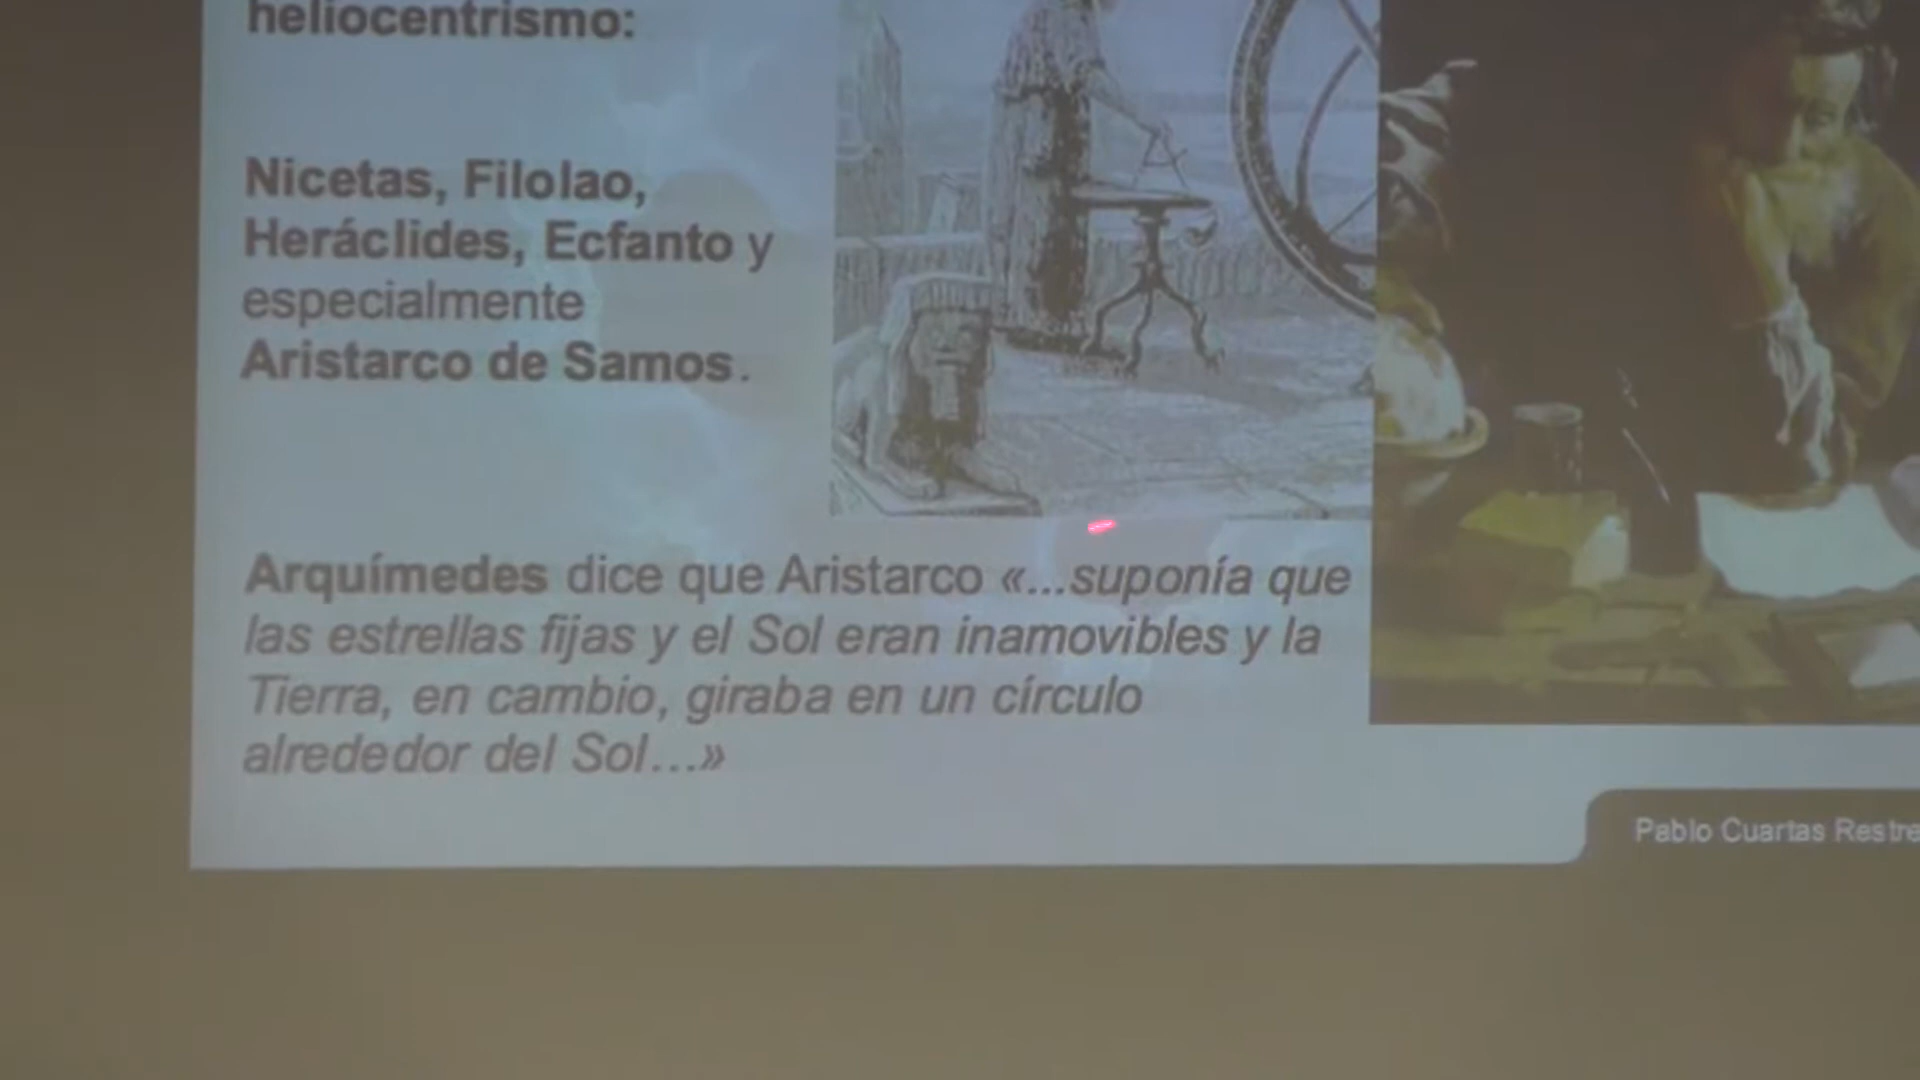 heliocentrismo:
Nicetas, Filolao,
Heráclides, Ecfanto y
especialmente
Aristarco de Samos.
Arquímedes dice que Aristarco «...suponía que
las estrellas fijas y el Sol eran inamovibles y la
Tierra, en cambio, giraba en un círculo
alrededor del Sol...»
Pablo Cuartas